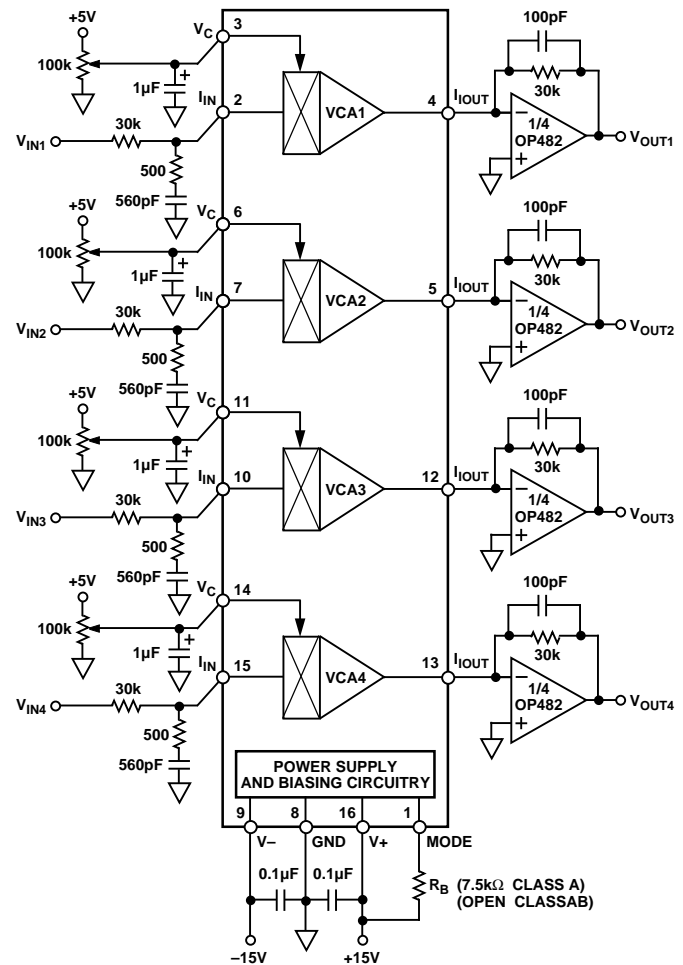 +5V
100k
1µF
+
V_C
3
I_IN
2
V_IN1
30k
500
560pF
VCA1
4
I_IOUT
100pF
30k
–
+
1/4
OP482
V_OUT1
+5V
100k
1µF
+
V_C
6
I_IN
7
V_IN2
30k
500
560pF
VCA2
5
I_IOUT
100pF
30k
–
+
1/4
OP482
V_OUT2
+5V
100k
1µF
+
V_C
11
I_IN
10
V_IN3
30k
500
560pF
VCA3
12
I_IOUT
100pF
30k
–
+
1/4
OP482
V_OUT3
+5V
100k
1µF
+
V_C
14
I_IN
15
V_IN4
30k
500
560pF
VCA4
13
I_IOUT
100pF
30k
–
+
1/4
OP482
V_OUT4
POWER SUPPLY
AND BIASING CIRCUITRY
9 8 16 1
V– GND V+ MODE
0.1µF 0.1µF
R_B (7.5kΩ CLASS A)
(OPEN CLASSAB)
–15V +15V